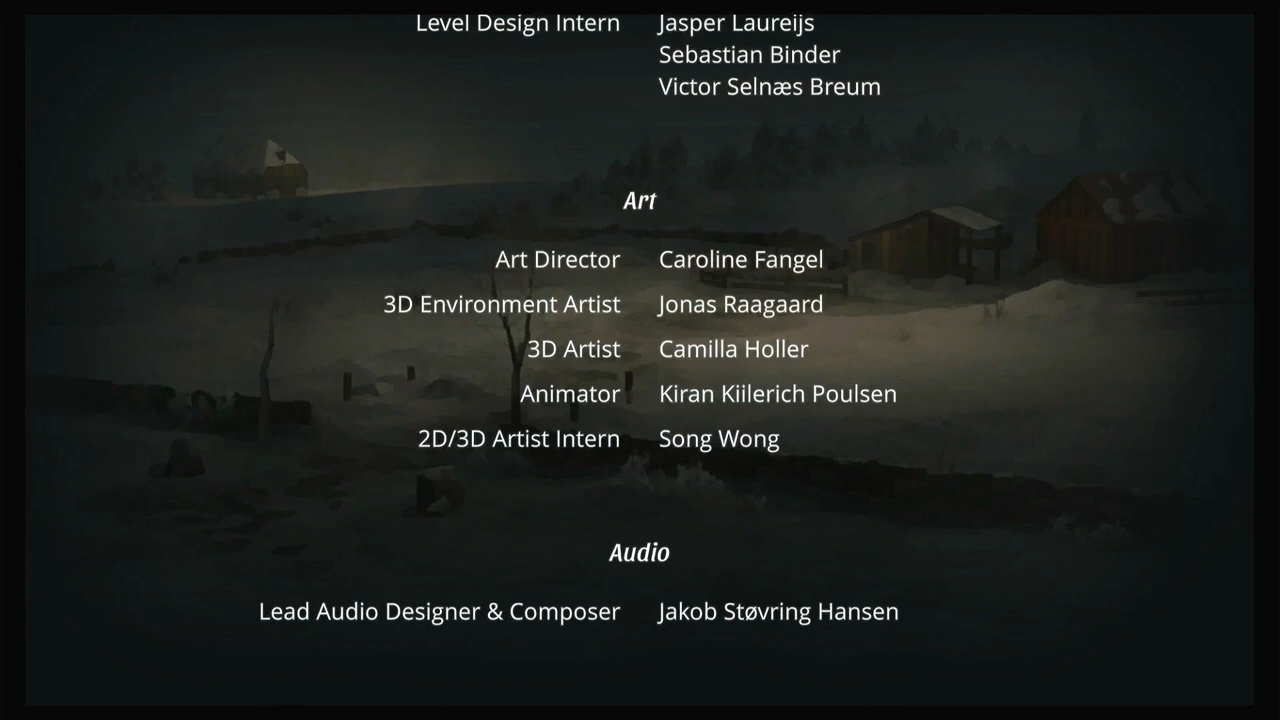 Level Design Intern Jasper Laureijs
Sebastian Binder
Victor Selnæs Breum
Art
Art Director Caroline Fangel
3D Environment Artist Jonas Raagaard
3D Artist Camilla Holler
Animator Kiran Kiilerich Poulsen
2D/3D Artist Intern Song Wong
Audio
Lead Audio Designer & Composer Jakob Støvring Hansen